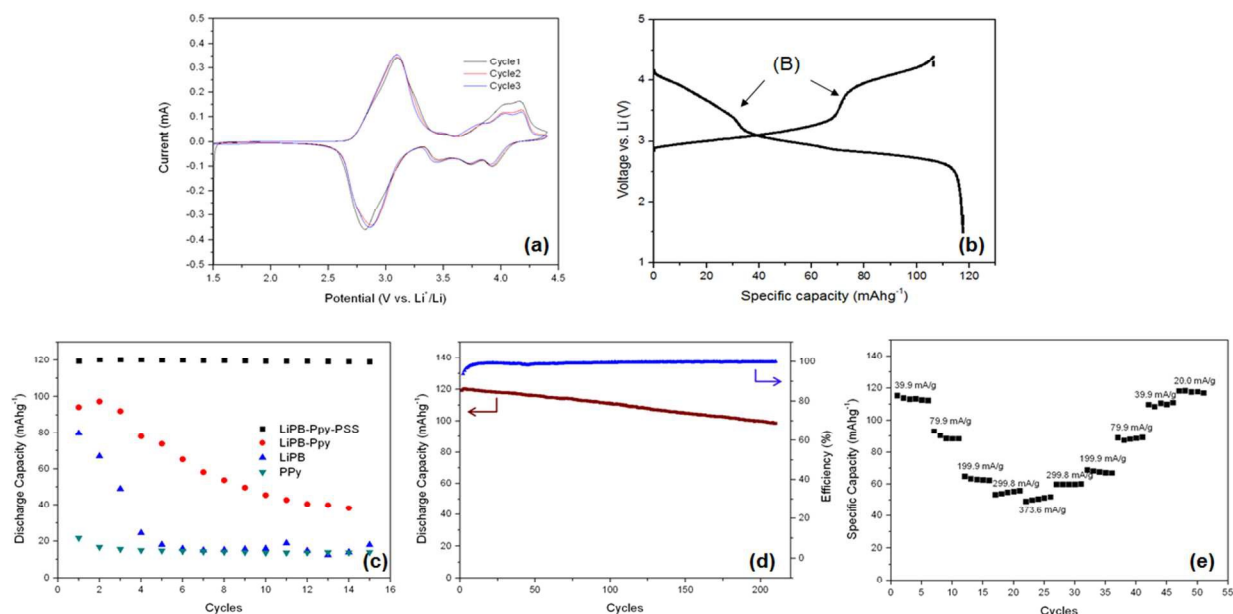 0.5
0.4
0.3
0.2
0.1
0.0
-0.1
-0.2
-0.3
-0.4
-0.5
Current (mA)
Cycle1
Cycle2
Cycle3
(a)
1.5 2.0 2.5 3.0 3.5 4.0 4.5
Potential (V vs. Li+/Li)
5
4
3
2
1
Voltage vs. Li (V)
(B)
(b)
0 20 40 60 80 100 120
Specific capacity (mAhg-1)
140
120
100
80
60
40
20
0
Discharge Capacity (mAhg-1)
LiPB-Ppy-PSS
LiPB-Ppy
LiPB
PPy
(c)
0 2 4 6 8 10 12 14 16
Cycles
160
140
120
100
80
60
40
20
0
Discharge Capacity (mAhg-1)
100
80
60
40
20
0
Efficiency (%)
(d)
0 50 100 150 200
Cycles
160
140
120
100
80
60
40
20
0
Specific Capacity (mAhg-1)
20.0 mA/g
39.9 mA/g
39.9 mA/g
79.9 mA/g
79.9 mA/g
199.9 mA/g
199.9 mA/g
299.8 mA/g
299.8 mA/g
373.6 mA/g
(e)
0 5 10 15 20 25 30 35 40 45 50 55
Cycles